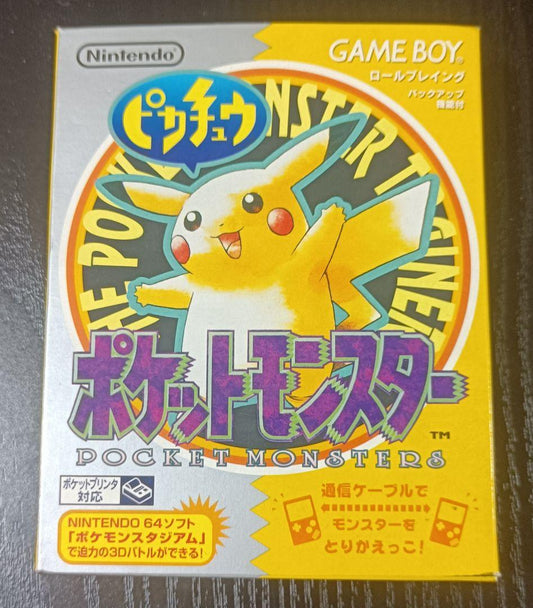 Nintendo
GAME BOY
ロールプレイング
バックアップ
機能付
ピカチュウ
THE POCKET MONSTER TRAINER
ポケットモンスター
TM
POCKET MONSTERS
ポケットプリンタ
対応
NINTENDO 64ソフト
「ポケモンスタジアム」
で迫力の3Dバトルができる!
通信ケーブルで
モンスターを
とりかえっこ!